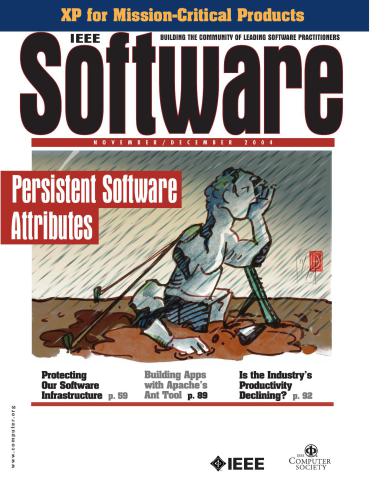 XP for Mission-Critical Products
IEEE
BUILDING THE COMMUNITY OF LEADING SOFTWARE PRACTITIONERS
Software
NOVEMBER/DECEMBER 2004
Persistent Software
Attributes
Protecting
Our Software
Infrastructure p. 59
Building Apps
with Apache's
Ant Tool p. 89
Is the Industry's
Productivity
Declining? p. 92
www.computer.org
IEEE
IEEE
COMPUTER
SOCIETY